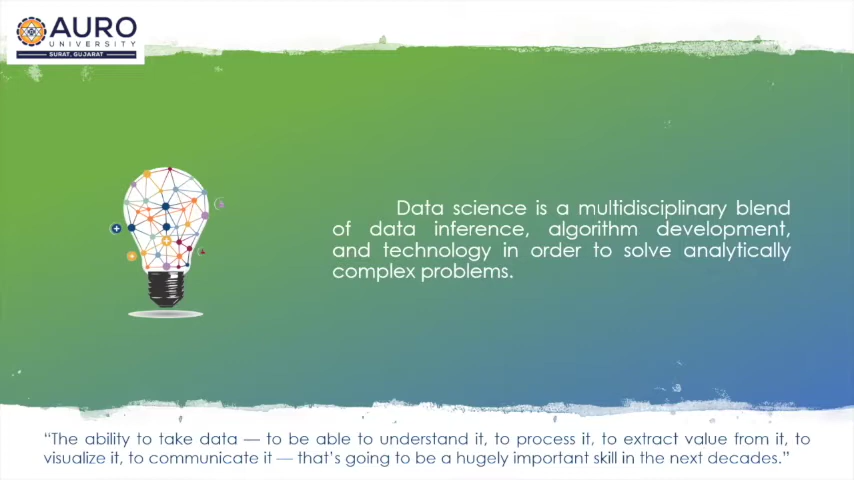 AURO
UNIVERSITY
SURAT, GUJARAT
Data science is a multidisciplinary blend
of data inference, algorithm development,
and technology in order to solve analytically
complex problems.
“The ability to take data — to be able to understand it, to process it, to extract value from it, to
visualize it, to communicate it — that’s going to be a hugely important skill in the next decades.”